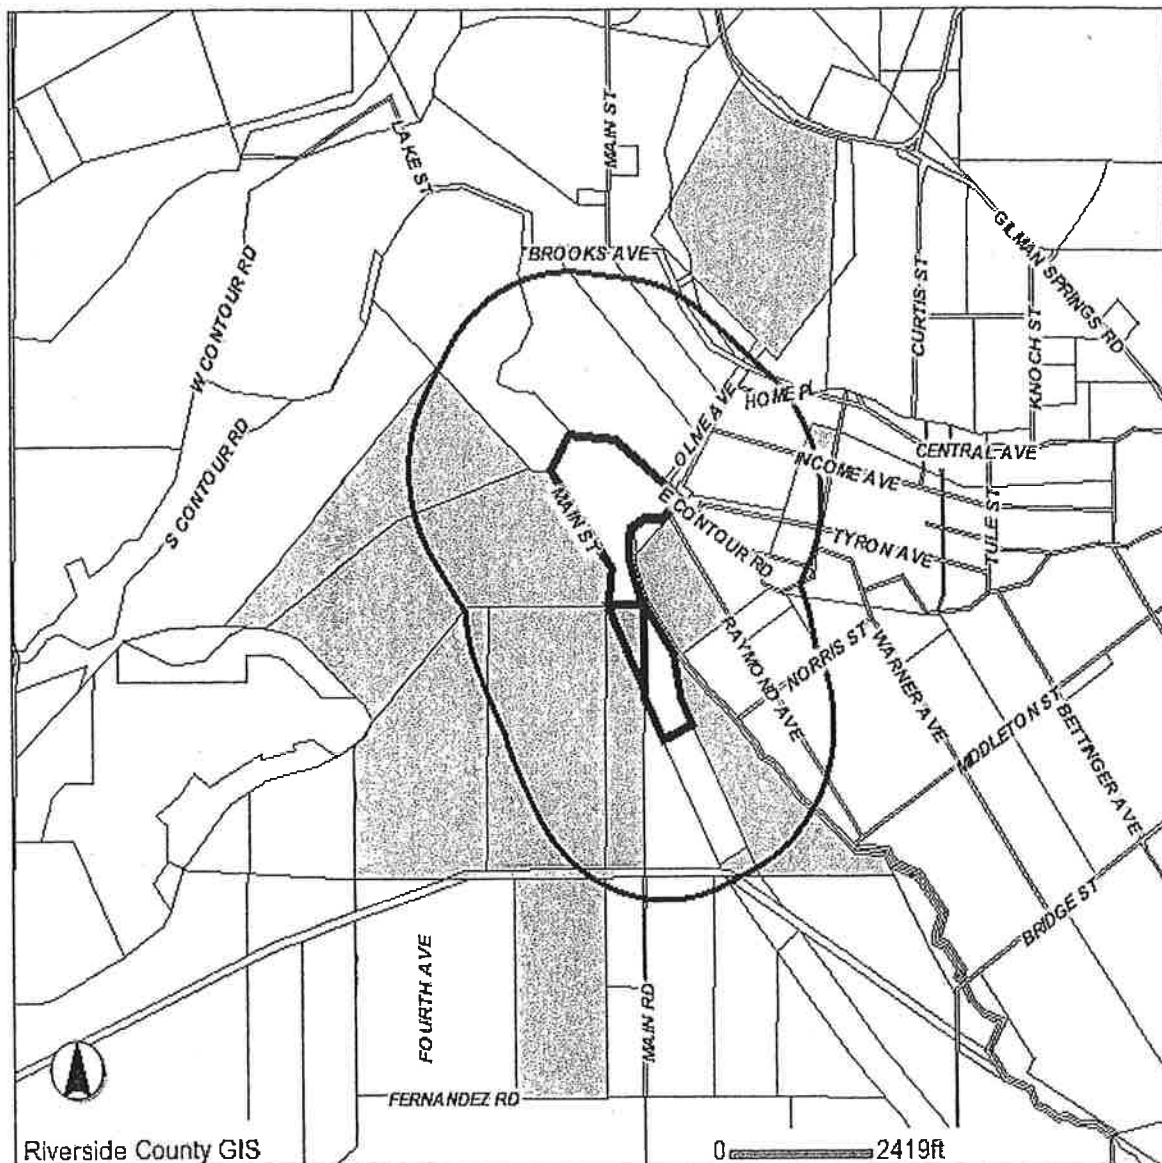 MAIN ST
LAKE ST
GILMAN SPRINGS RD
BROOKS AVE
W CONTOUR RD
CURTIS ST
KNOCH ST
HOME PL
OLNE AVE
CENTRAL AVE
INCOME AVE
S CONTOUR RD
MAIN ST
E CONTOUR RD
TYRON AVE
TULE ST
RAYMOND AVE
NORRIS ST
WARNER AVE
MIDDLETON ST
BETTINGER AVE
BRIDGE ST
FOURTH AVE
MAIN RD
FERNANDEZ RD
Riverside County GIS
0 2419ft